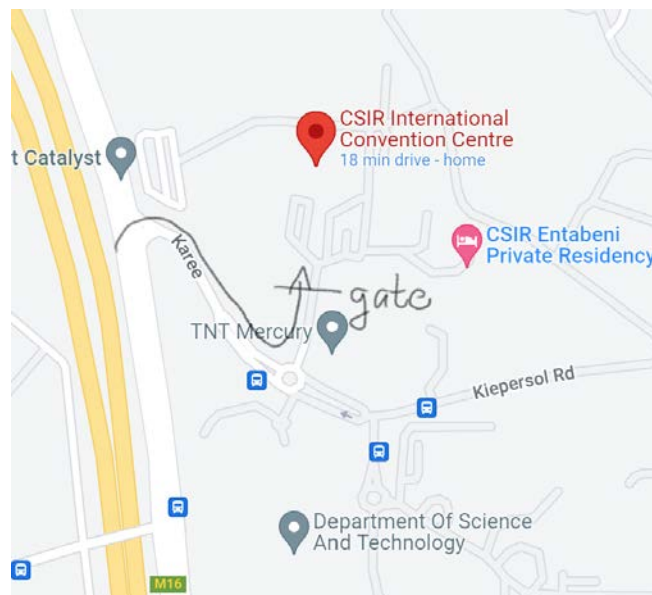 CSIR International
Convention Centre
18 min drive - home
t Catalyst
Karee
CSIR Entabeni
Private Residency
gate
TNT Mercury
Kiepersol Rd
Department Of Science
And Technology
M16